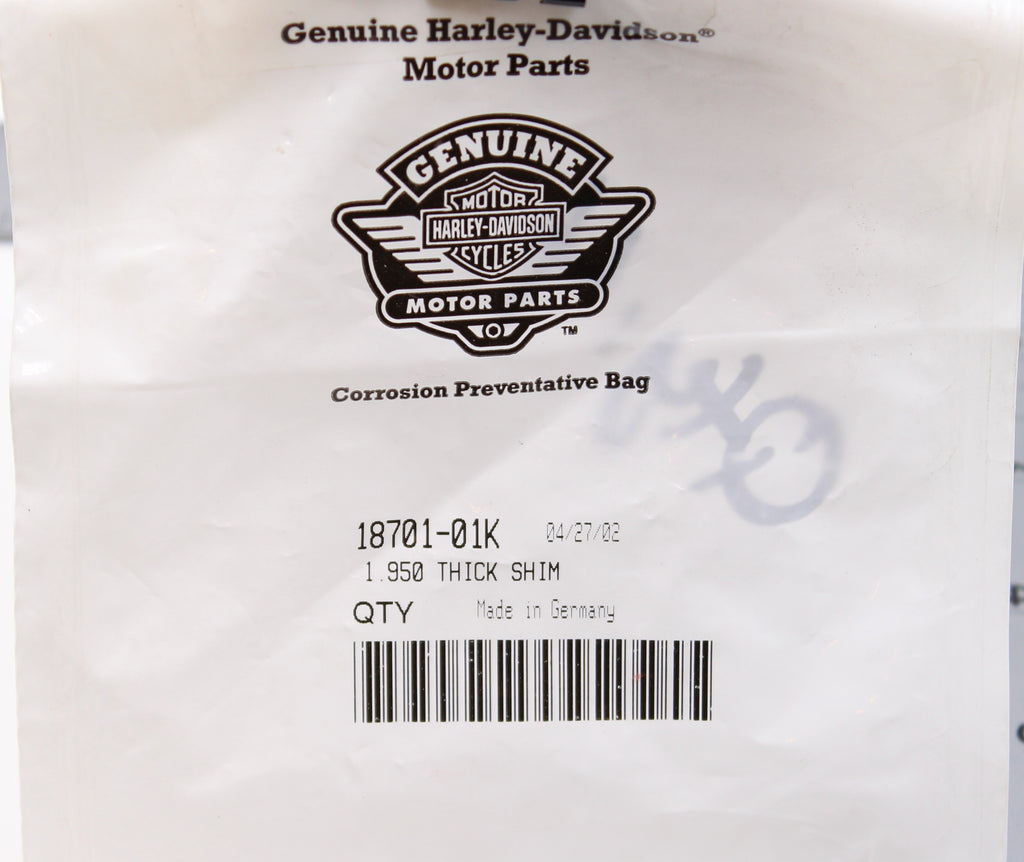 Genuine Harley-Davidson®
Motor Parts
GENUINE
MOTOR
HARLEY-DAVIDSON
CYCLES
MOTOR PARTS
TM
Corrosion Preventative Bag
18701-01K 04/27/02
1.950 THICK SHIM
QTY Made in Germany